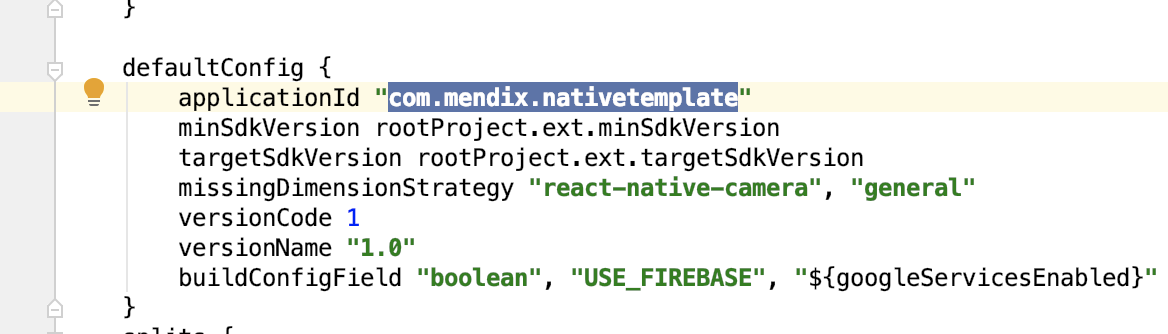 }
defaultConfig {
applicationId "com.mendix.nativetemplate"
minSdkVersion rootProject.ext.minSdkVersion
targetSdkVersion rootProject.ext.targetSdkVersion
missingDimensionStrategy "react-native-camera", "general"
versionCode 1
versionName "1.0"
buildConfigField "boolean", "USE_FIREBASE", "${googleServicesEnabled}"
}
splits {